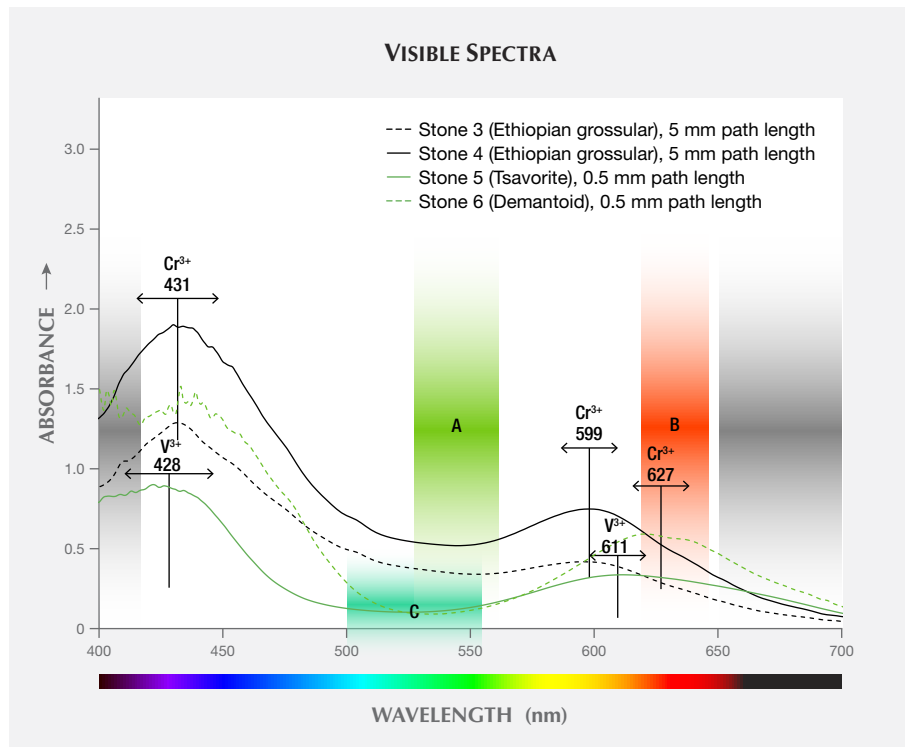 VISIBLE SPECTRA
Stone 3 (Ethiopian grossular), 5 mm path length
Stone 4 (Ethiopian grossular), 5 mm path length
Stone 5 (Tsavorite), 0.5 mm path length
Stone 6 (Demantoid), 0.5 mm path length
ABSORBANCE
3.0
2.5
2.0
1.5
1.0
0.5
0
Cr³⁺
431
V³⁺
428
A
B
C
Cr³⁺
599
Cr³⁺
627
V³⁺
611
400
450
500
550
600
650
700
WAVELENGTH (nm)